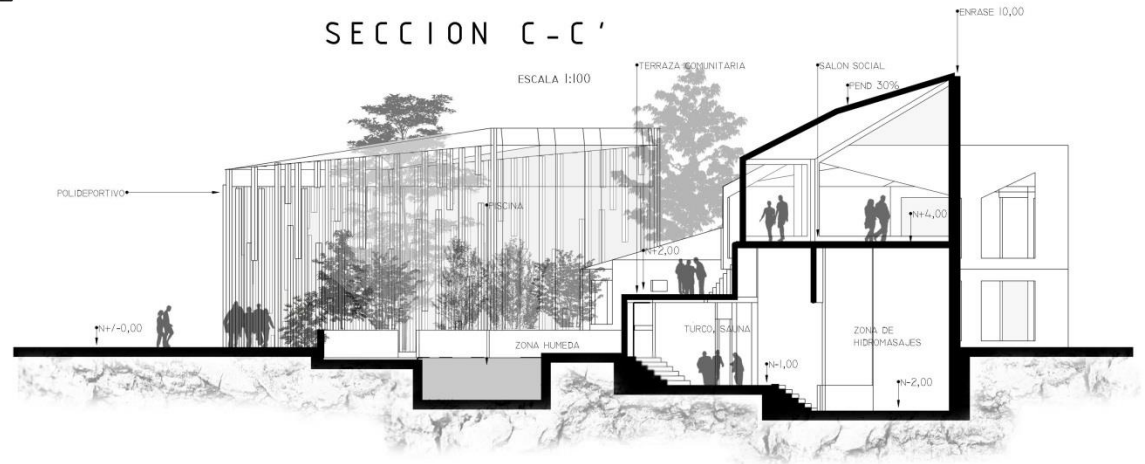 SECCION C-C'
ESCALA 1:100
ENRASE 10,00
TERRAZA COMUNITARIA
SALON SOCIAL
PEND 30%
POLIDEPORTIVO
PISCINA
N+4,00
N+2,00
N+/-0,00
ZONA HUMEDA
TURCO, SAUNA
ZONA DE
HIDROMASAJES
N-1,00
N-2,00